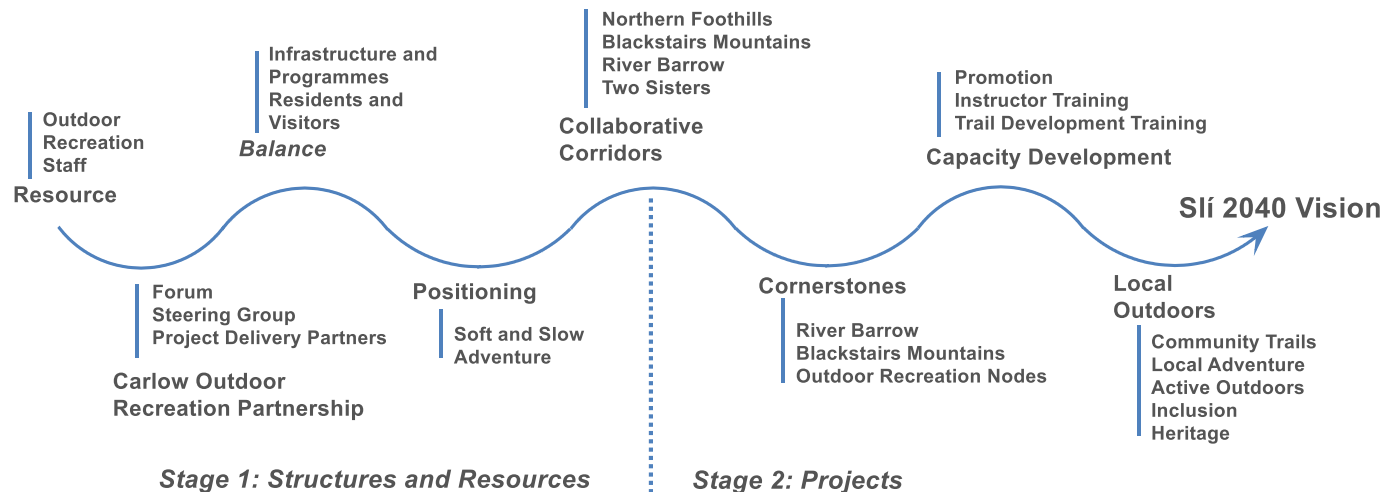 Outdoor
Recreation
Staff
Resource
Forum
Steering Group
Project Delivery Partners
Carlow Outdoor
Recreation Partnership
Infrastructure and
Programmes
Residents and
Visitors
Balance
Positioning
Soft and Slow
Adventure
Northern Foothills
Blackstairs Mountains
River Barrow
Two Sisters
Collaborative
Corridors
Cornerstones
River Barrow
Blackstairs Mountains
Outdoor Recreation Nodes
Promotion
Instructor Training
Trail Development Training
Capacity Development
Local
Outdoors
Community Trails
Local Adventure
Active Outdoors
Inclusion
Heritage
Slí 2040 Vision
Stage 1: Structures and Resources
Stage 2: Projects